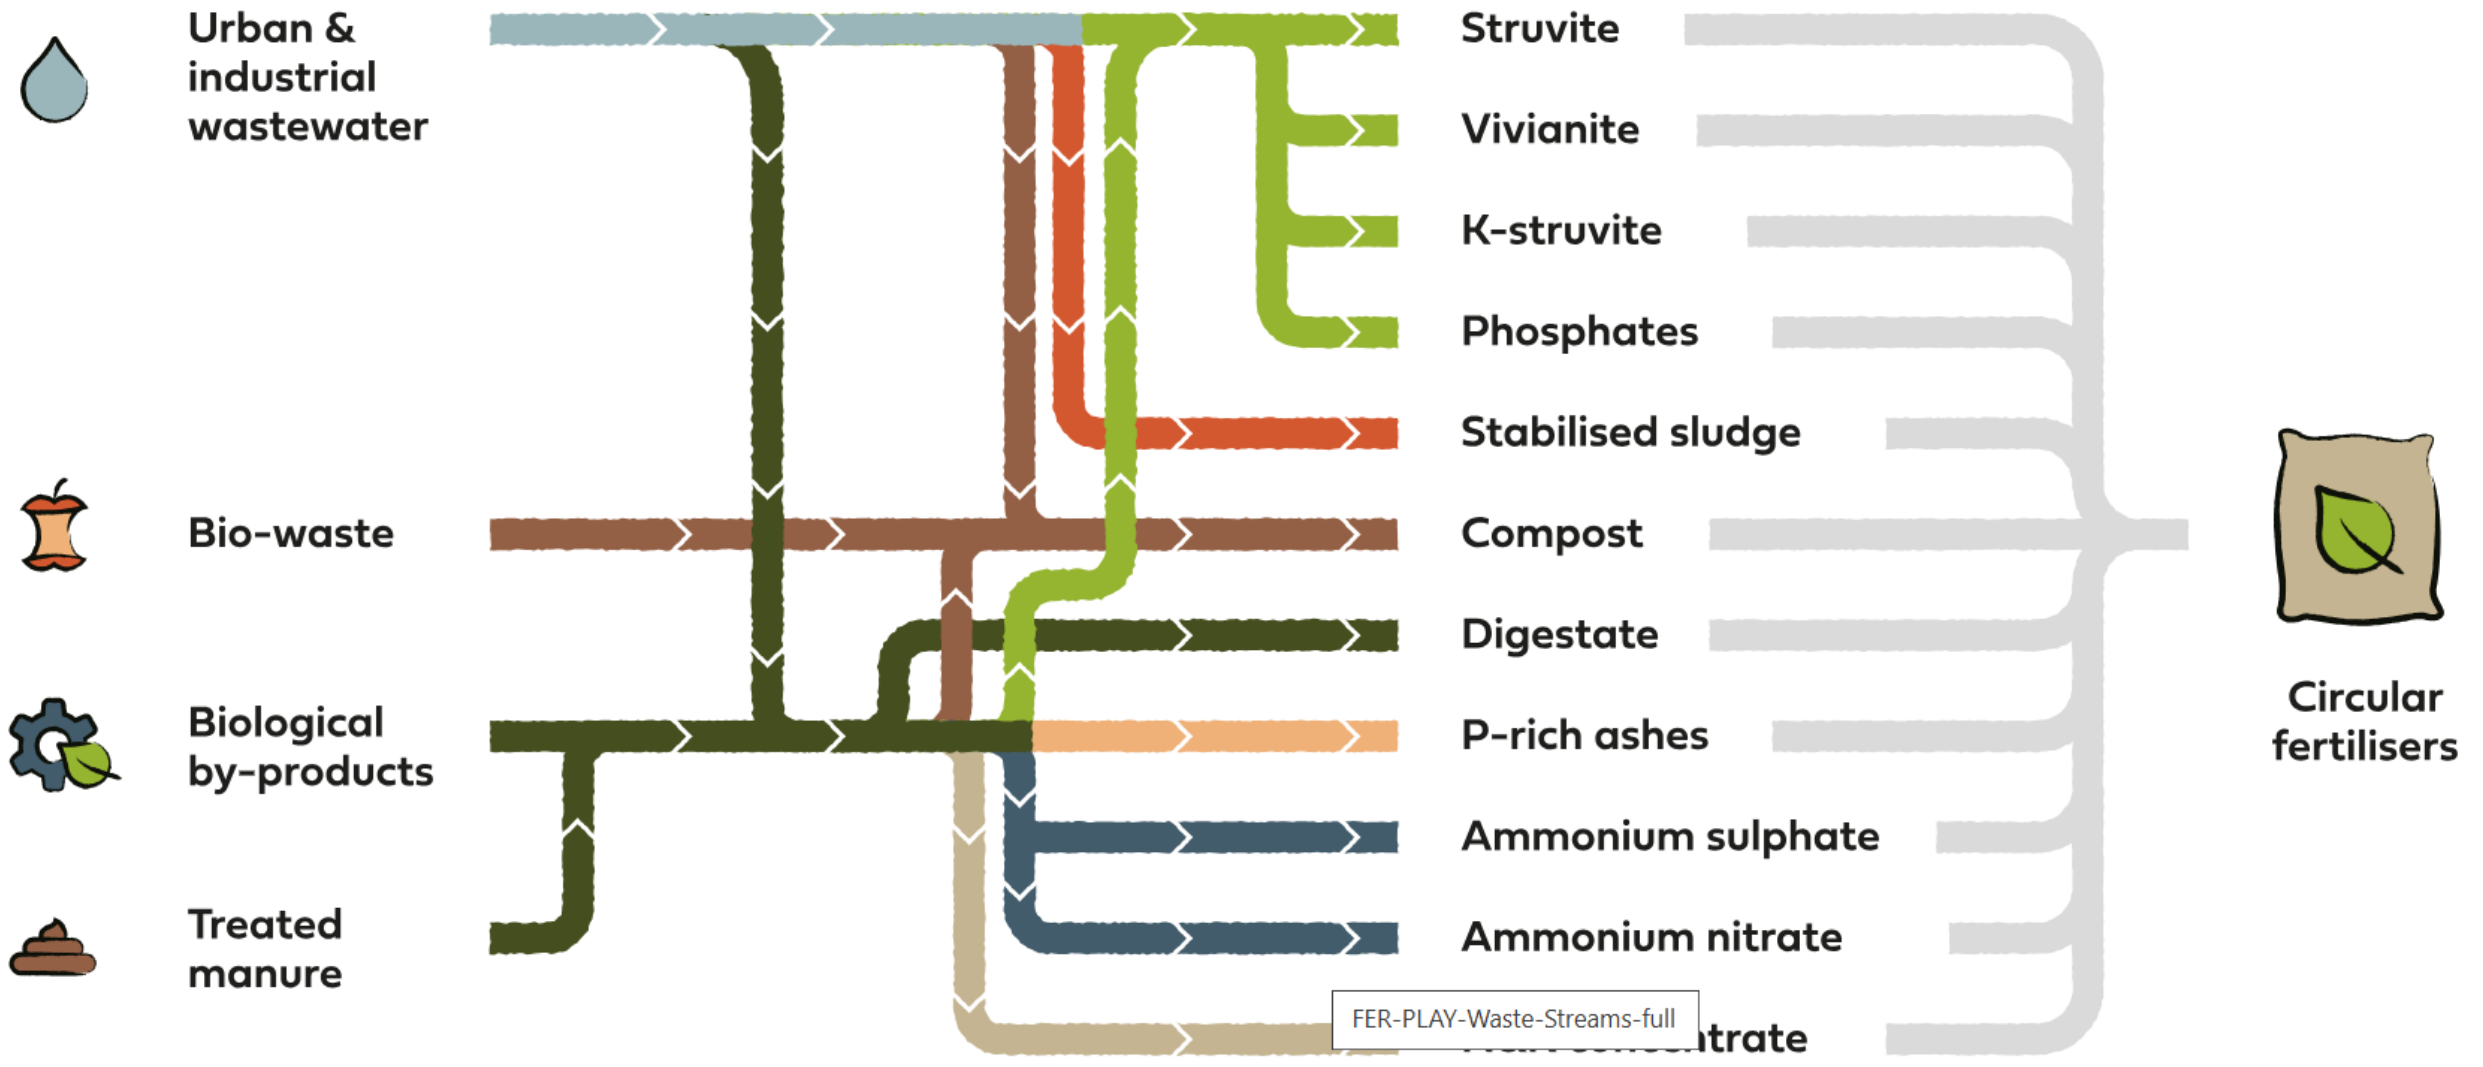 Urban &
industrial
wastewater
Bio-waste
Biological
by-products
Treated
manure
Struvite
Vivianite
K-struvite
Phosphates
Stabilised sludge
Compost
Digestate
P-rich ashes
Ammonium sulphate
Ammonium nitrate
FER-PLAY-Waste-Streams-full
Circular
fertilisers